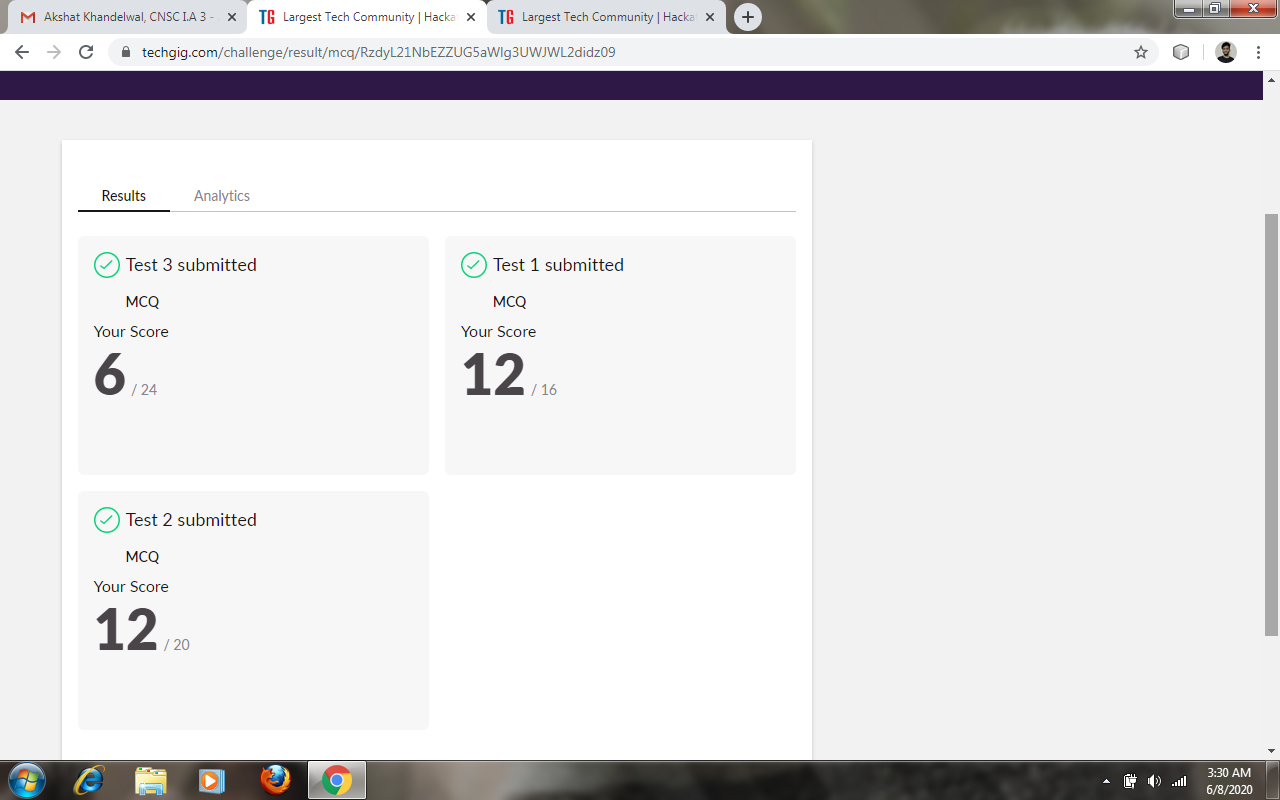 Akshat Khandelwal, CNSC I.A 3 -
TG Largest Tech Community | Hacka
TG Largest Tech Community | Hacka
techgig.com/challenge/result/mcq/RzdyL21NbEZZUG5aWlg3UWJWL2didz09
Results
Analytics
Test 3 submitted
MCQ
Your Score
6 / 24
Test 1 submitted
MCQ
Your Score
12 / 16
Test 2 submitted
MCQ
Your Score
12 / 20
3:30 AM
6/8/2020